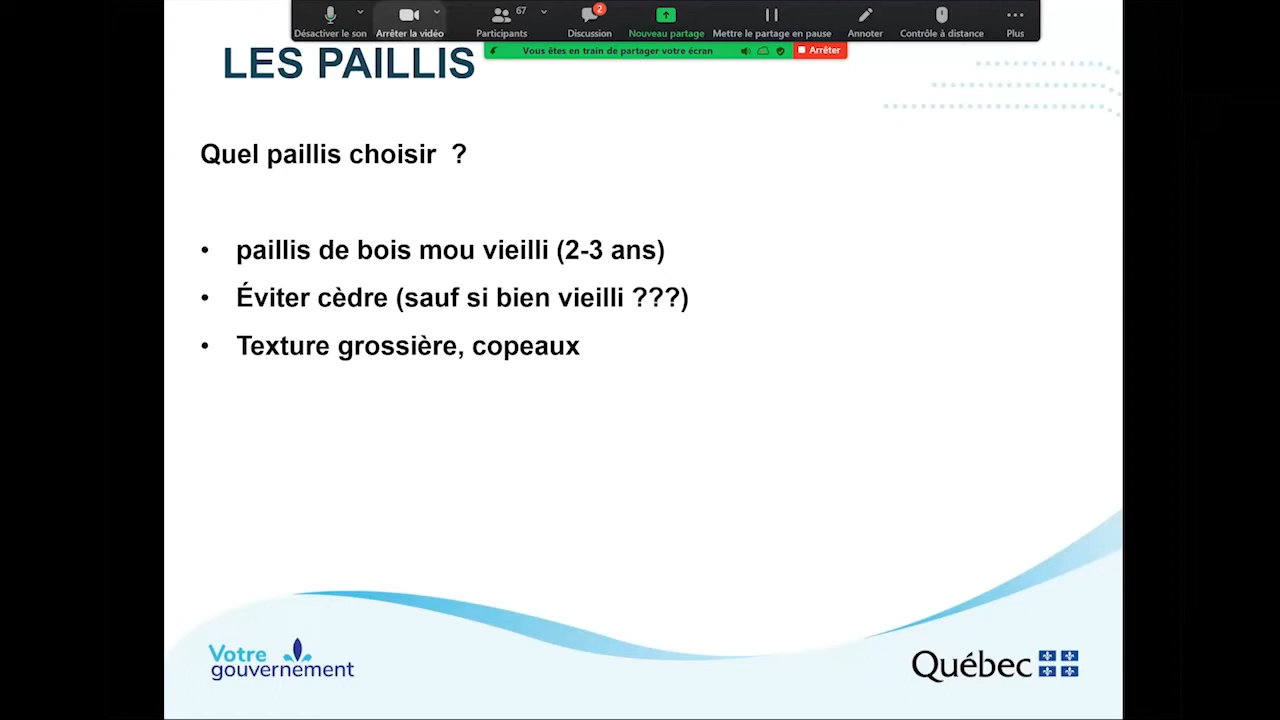 67
2
Désactiver le son
Arrêter la vidéo
Participants
Discussion
Nouveau partage
Mettre le partage en pause
Annoter
Contrôle à distance
Plus
Vous êtes en train de partager votre écran
Arrêter
LES PAILLIS
Quel paillis choisir ?
• paillis de bois mou vieilli (2-3 ans)
• Éviter cèdre (sauf si bien vieilli ???)
• Texture grossière, copeaux
Votre
gouvernement
Québec